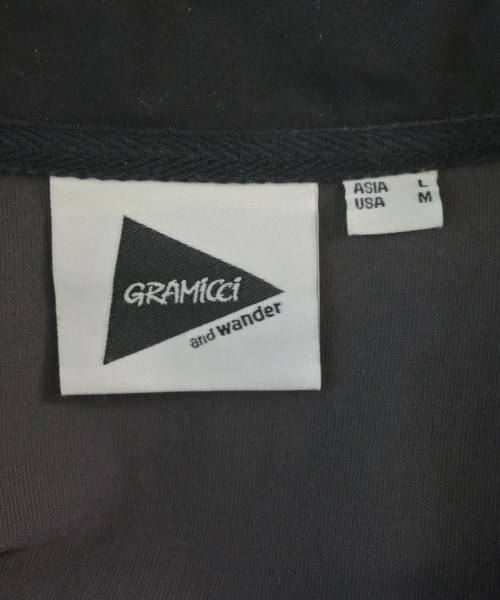 GRAMiCCi
and wander
ASIA L
USA M